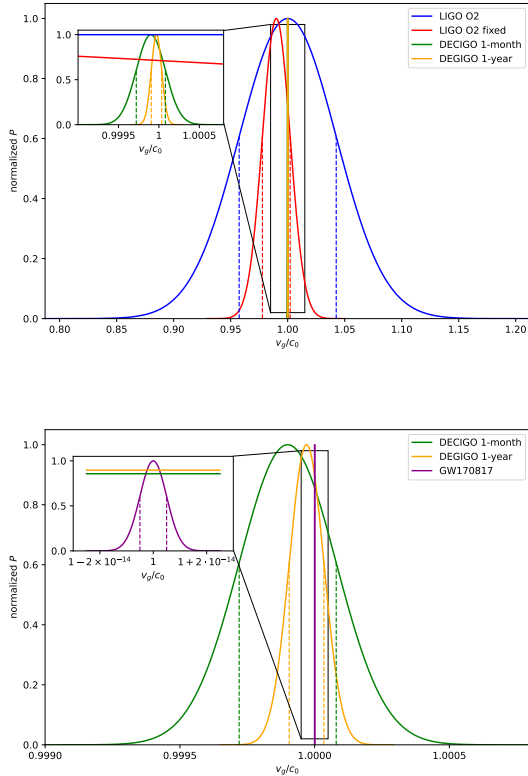 1.0
0.8
0.6
0.4
0.2
0.0
normalized P
0.80 0.85 0.90 0.95 1.00 1.05 1.10 1.15 1.20
v_g/c_0
LIGO O2
LIGO O2 fixed
DECIGO 1-month
DEGIGO 1-year
1.0
0.5
0.0
0.9995 1 1.0005
v_g/c_0
1.0
0.8
0.6
0.4
0.2
0.0
normalized P
0.9990 0.9995 1.0000 1.0005
v_g/c_0
DECIGO 1-month
DEGIGO 1-year
GW170817
1.0
0.5
0.0
1−2×10^−14 1 1+2×10^−14
v_g/c_0